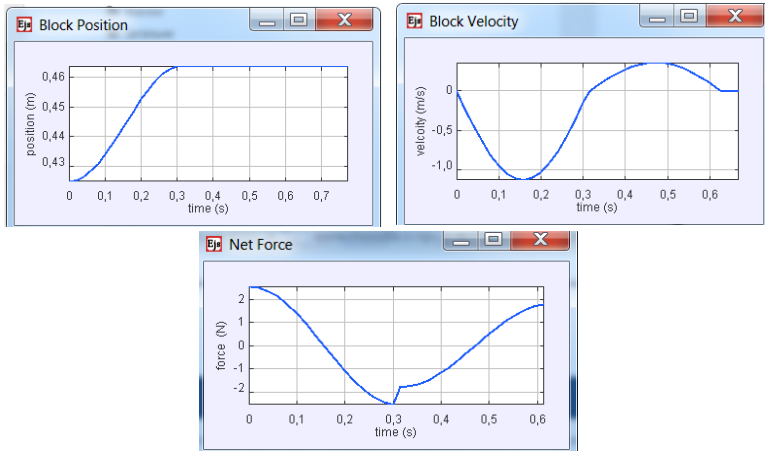 Ejs Block Position
position (m)
0,46
0,45
0,44
0,43
0 0,1 0,2 0,3 0,4 0,5 0,6 0,7
time (s)
Ejs Block Velocity
velcoity (m/s)
0
-0,5
-1,0
0 0,1 0,2 0,3 0,4 0,5 0,6
time (s)
Ejs Net Force
force (N)
2
1
0
-1
-2
0 0,1 0,2 0,3 0,4 0,5 0,6
time (s)